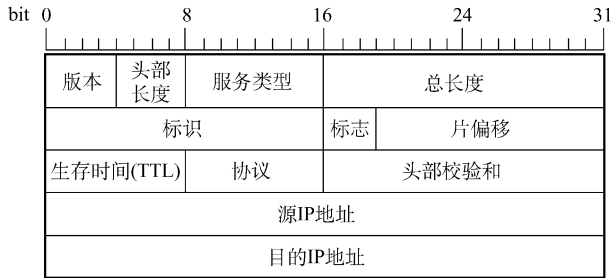 bit 0 8 16 24 31
版本 头部长度 服务类型 总长度
标识 标志 片偏移
生存时间(TTL) 协议 头部校验和
源IP地址
目的IP地址